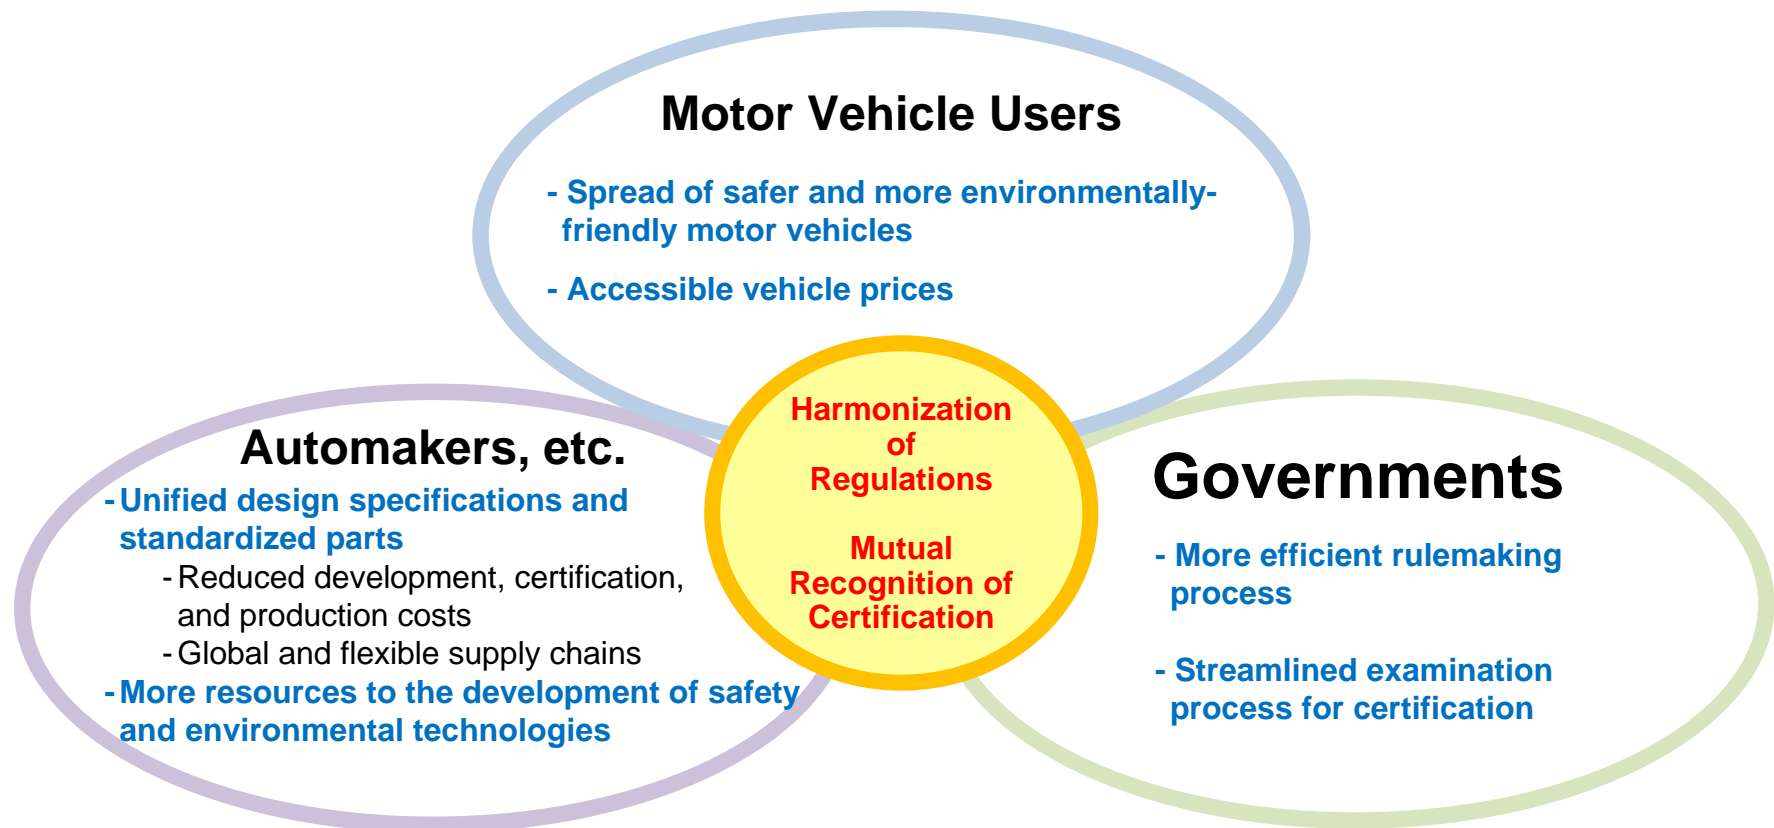 Motor Vehicle Users
- Spread of safer and more environmentally-
friendly motor vehicles
- Accessible vehicle prices
Harmonization
of
Regulations
Mutual
Recognition of
Certification
Automakers, etc.
- Unified design specifications and
standardized parts
- Reduced development, certification,
and production costs
- Global and flexible supply chains
- More resources to the development of safety
and environmental technologies
Governments
- More efficient rulemaking
process
- Streamlined examination
process for certification